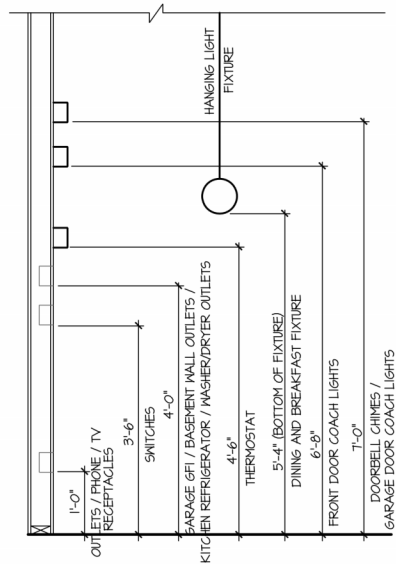 HANGING LIGHT
FIXTURE
1'-0"
OUTLETS / PHONE / TV
RECEPTACLES
3'-6"
SWITCHES
4'-0"
GARAGE GFI / BASEMENT WALL OUTLETS /
KITCHEN REFRIGERATOR / WASHER/DRYER OUTLETS
4'-6"
THERMOSTAT
5'-4" (BOTTOM OF FIXTURE)
DINING AND BREAKFAST FIXTURE
6'-8"
FRONT DOOR COACH LIGHTS
7'-0"
DOORBELL CHIMES /
GARAGE DOOR COACH LIGHTS